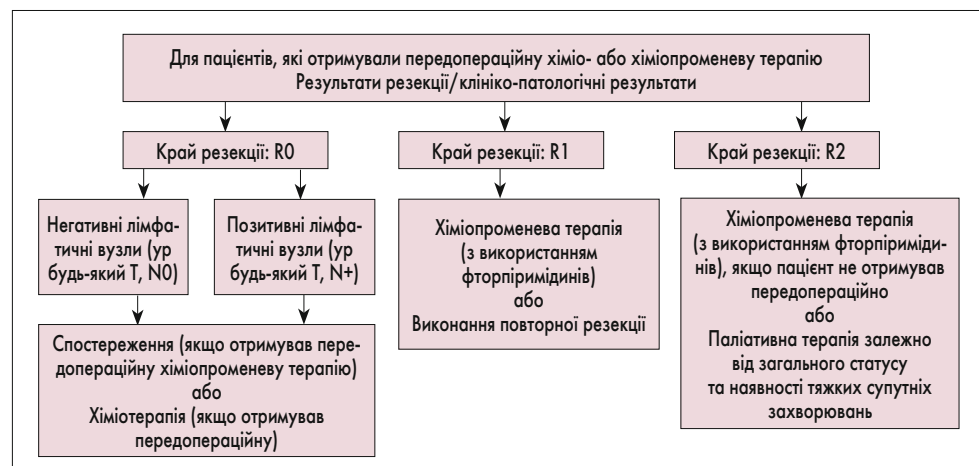 Для пацієнтів, які отримували передопераційну хіміо- або хіміопроменеву терапію
Результати резекції/клініко-патологічні результати
Край резекції: R0
Край резекції: R1
Край резекції: R2
Негативні лімфа-
тичні вузли (ур
будь-який T, N0)
Позитивні лімфа-
тичні вузли (ур
будь-який T, N+)
Спостереження (якщо отримував пере-
допераційну хіміопроменеву терапію)
або
Хіміотерапія (якщо отримував
передопераційну)
Хіміопроменева терапія
(з використанням
фторпіримідинів)
або
Виконання повторної резекції
Хіміопроменева терапія
(з використанням фторпіриміди-
нів), якщо пацієнт не отримував
передопераційно
або
Паліативна терапія залежно
від загального статусу
та наявності тяжких супутніх
захворювань